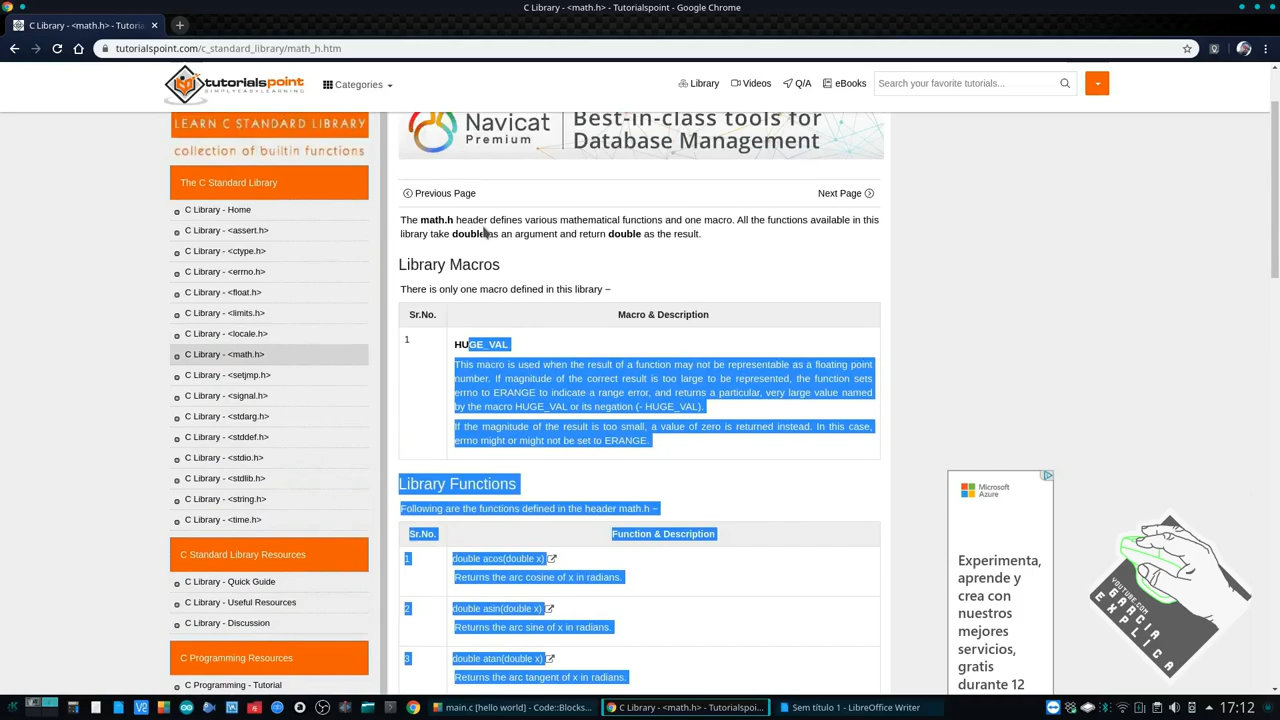 C Library - <math.h> - Tutorialspoint - Google Chrome
C Library - <math.h> - Tutori
tutorialspoint.com/c_standard_library/math_h.htm
tutorialspoint
SIMPLYEASYLEARNING
Categories
Library
Videos
Q/A
eBooks
Search your favorite tutorials...
LEARN C STANDARD LIBRARY
collection of builtin functions
The C Standard Library
C Library - Home
C Library - <assert.h>
C Library - <ctype.h>
C Library - <errno.h>
C Library - <float.h>
C Library - <limits.h>
C Library - <locale.h>
C Library - <math.h>
C Library - <setjmp.h>
C Library - <signal.h>
C Library - <stdarg.h>
C Library - <stddef.h>
C Library - <stdio.h>
C Library - <stdlib.h>
C Library - <string.h>
C Library - <time.h>
C Standard Library Resources
C Library - Quick Guide
C Library - Useful Resources
C Library - Discussion
C Programming Resources
C Programming - Tutorial
Navicat
Premium
Best-in-class tools for
Database Management
Previous Page
Next Page
The math.h header defines various mathematical functions and one macro. All the functions available in this
library take double as an argument and return double as the result.
Library Macros
There is only one macro defined in this library −
Sr.No.
Macro & Description
1
HUGE_VAL
This macro is used when the result of a function may not be representable as a floating point
number. If magnitude of the correct result is too large to be represented, the function sets
errno to ERANGE to indicate a range error, and returns a particular, very large value named
by the macro HUGE_VAL or its negation (- HUGE_VAL).
If the magnitude of the result is too small, a value of zero is returned instead. In this case,
errno might or might not be set to ERANGE.
Library Functions
Following are the functions defined in the header math.h −
Sr.No.
Function & Description
1
double acos(double x)
Returns the arc cosine of x in radians.
2
double asin(double x)
Returns the arc sine of x in radians.
3
double atan(double x)
Returns the arc tangent of x in radians.
Microsoft
Azure
Experimenta,
aprende y
crea con
nuestros
mejores
servicios,
gratis
durante 12
YOUTUBE.COM/
GARCIA
EXPLICA
main.c [hello world] - Code::Blocks...
C Library - <math.h> - Tutorialspoi...
Sem título 1 - LibreOffice Writer
17:12